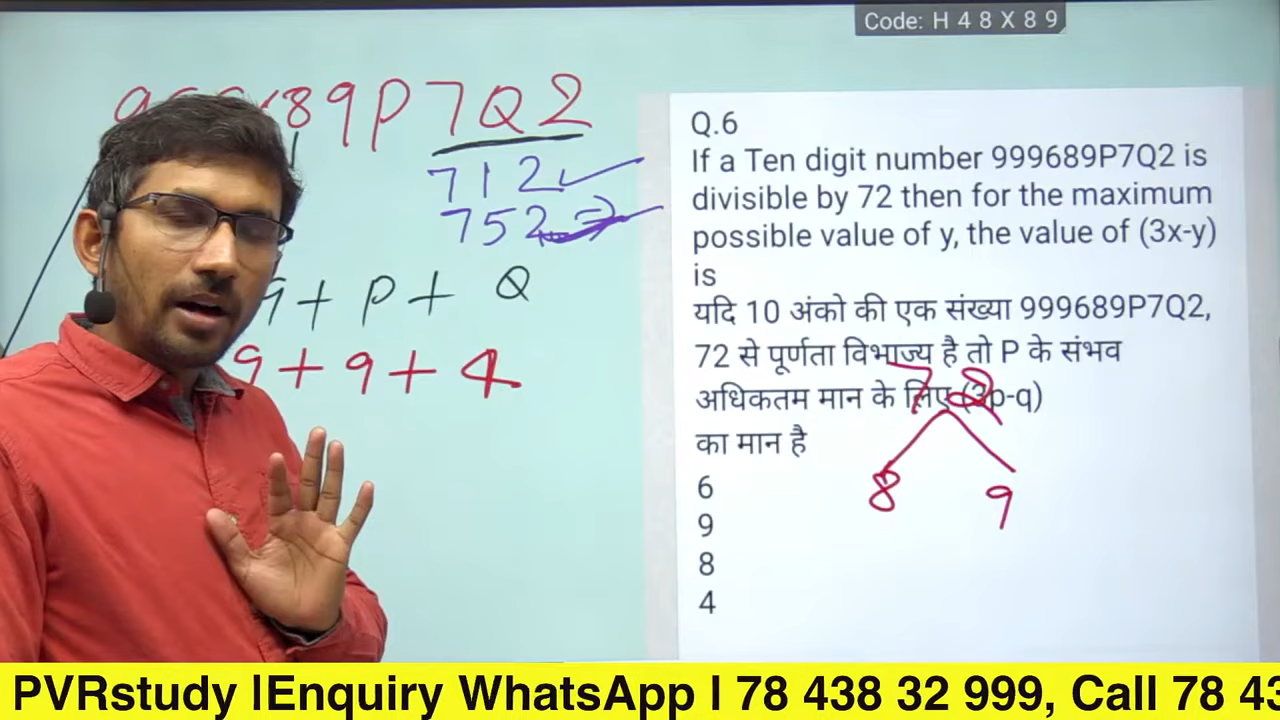 Code: H 4 8 X 8 9
89P7Q2
712
752 =>
9 + P + Q
9 + 9 + 4
Q.6
If a Ten digit number 999689P7Q2 is
divisible by 72 then for the maximum
possible value of y, the value of (3x-y)
is
यदि 10 अंको की एक संख्या 999689P7Q2,
72 से पूर्णता विभाज्य है तो P के संभव
अधिकतम मान के लिए (3p-q)
का मान है
72
8 9
6
9
8
4
PVRstudy |Enquiry WhatsApp | 78 438 32 999, Call 78